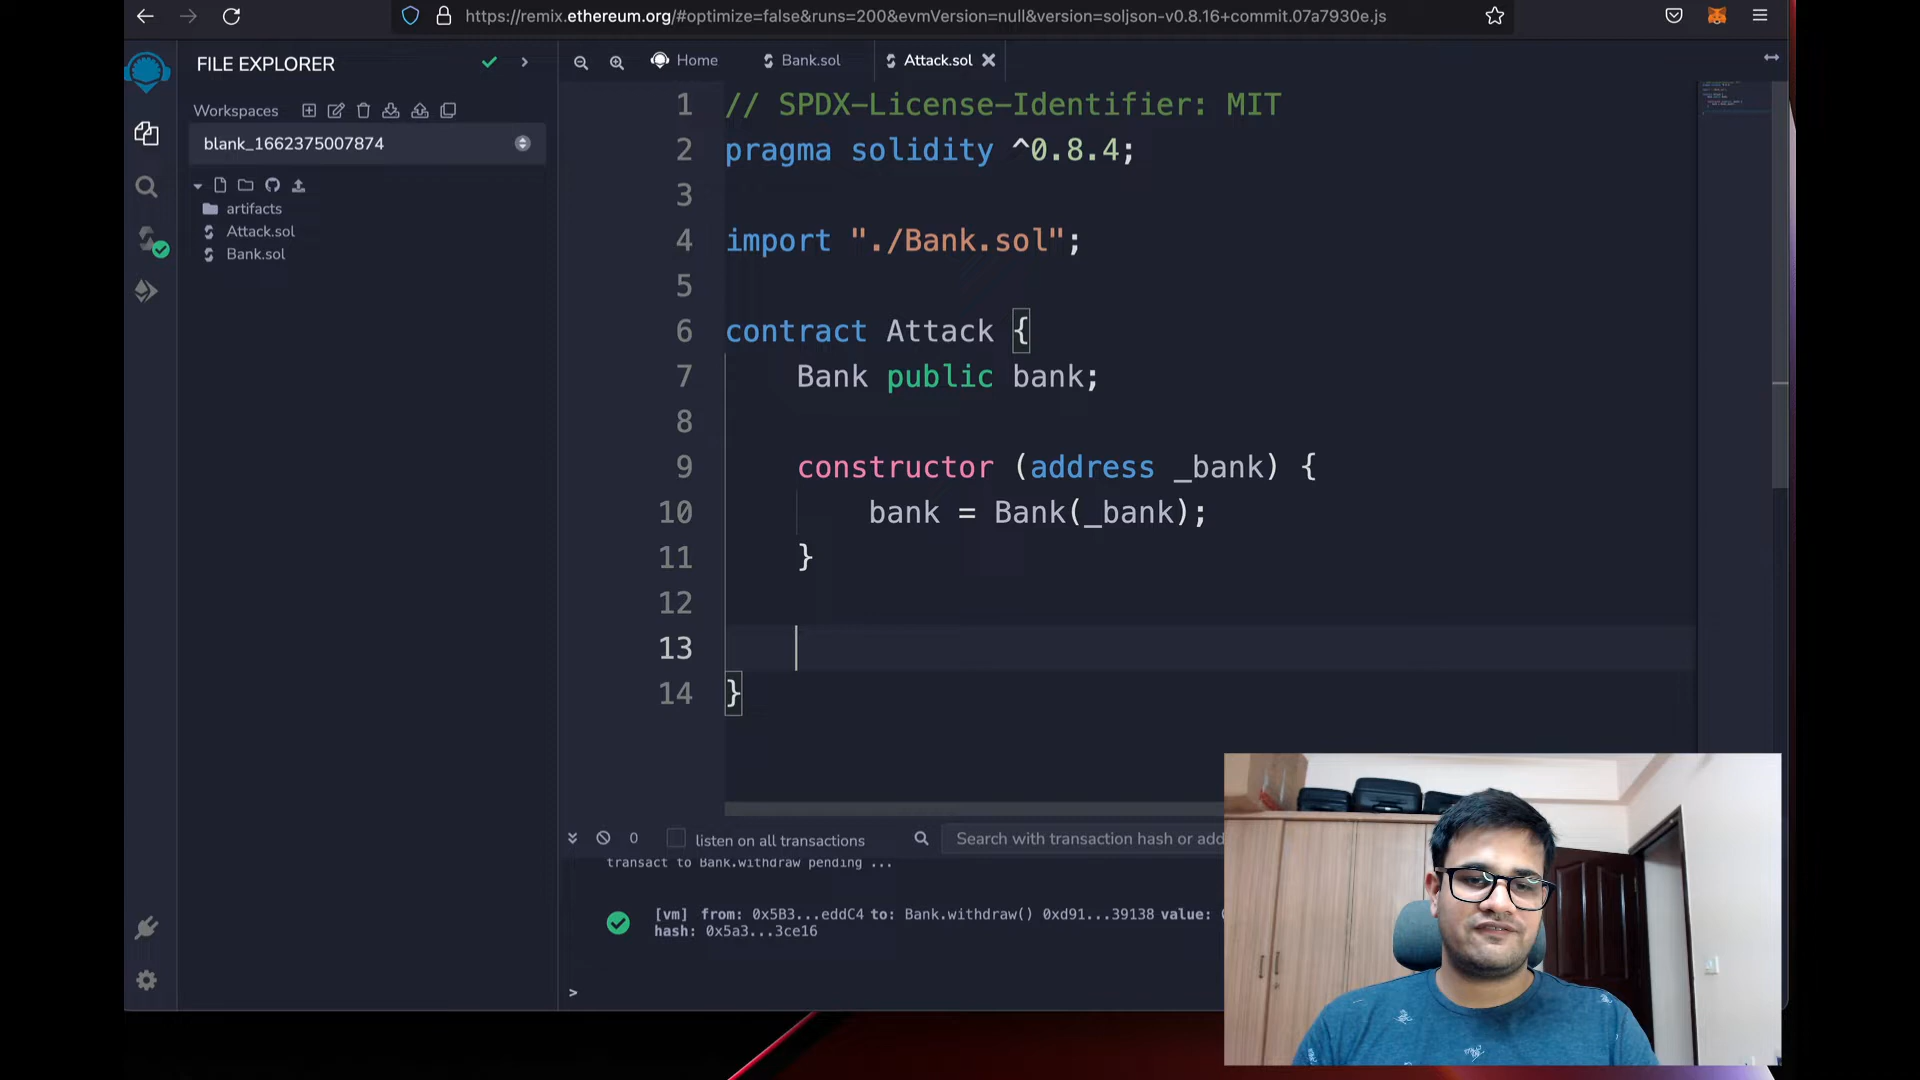 https://remix.ethereum.org/#optimize=false&runs=200&evmVersion=null&version=soljson-v0.8.16+commit.07a7930e.js
FILE EXPLORER
Workspaces
blank_1662375007874
artifacts
Attack.sol
Bank.sol
Home
Bank.sol
Attack.sol
1 // SPDX-License-Identifier: MIT
2 pragma solidity ^0.8.4;
3
4 import "./Bank.sol";
5
6 contract Attack {
7 Bank public bank;
8
9 constructor (address _bank) {
10 bank = Bank(_bank);
11 }
12
13
14 }
0 listen on all transactions
Search with transaction hash or add
transact to Bank.withdraw pending ...
[vm] from: 0x5B3...eddC4 to: Bank.withdraw() 0xd91...39138 value:
hash: 0x5a3...3ce16
>